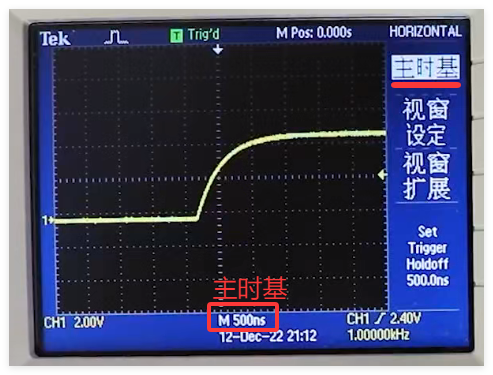 Tek
T Trig'd
M Pos: 0.000s
HORIZONTAL
主时基
视窗
设定
视窗
扩展
Set
Trigger
Holdoff
500.0ns
1
主时基
CH1 2.00V
M 500ns
CH1 / 2.40V
12-Dec-22 21:12
1.00000kHz